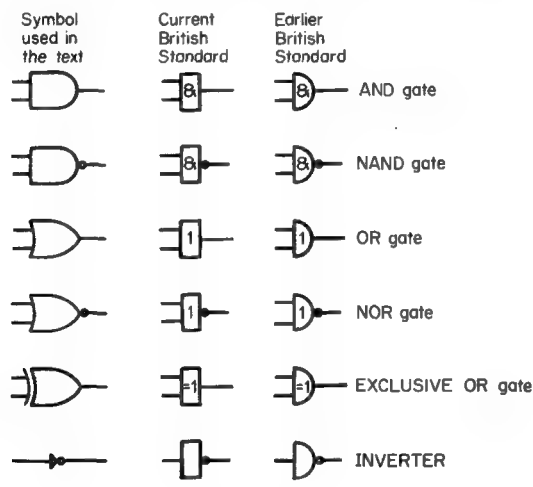 Symbol used in the text
Current British Standard
Earlier British Standard
& & AND gate
& & NAND gate
1 1 OR gate
1 1 NOR gate
=1 =1 EXCLUSIVE OR gate
INVERTER